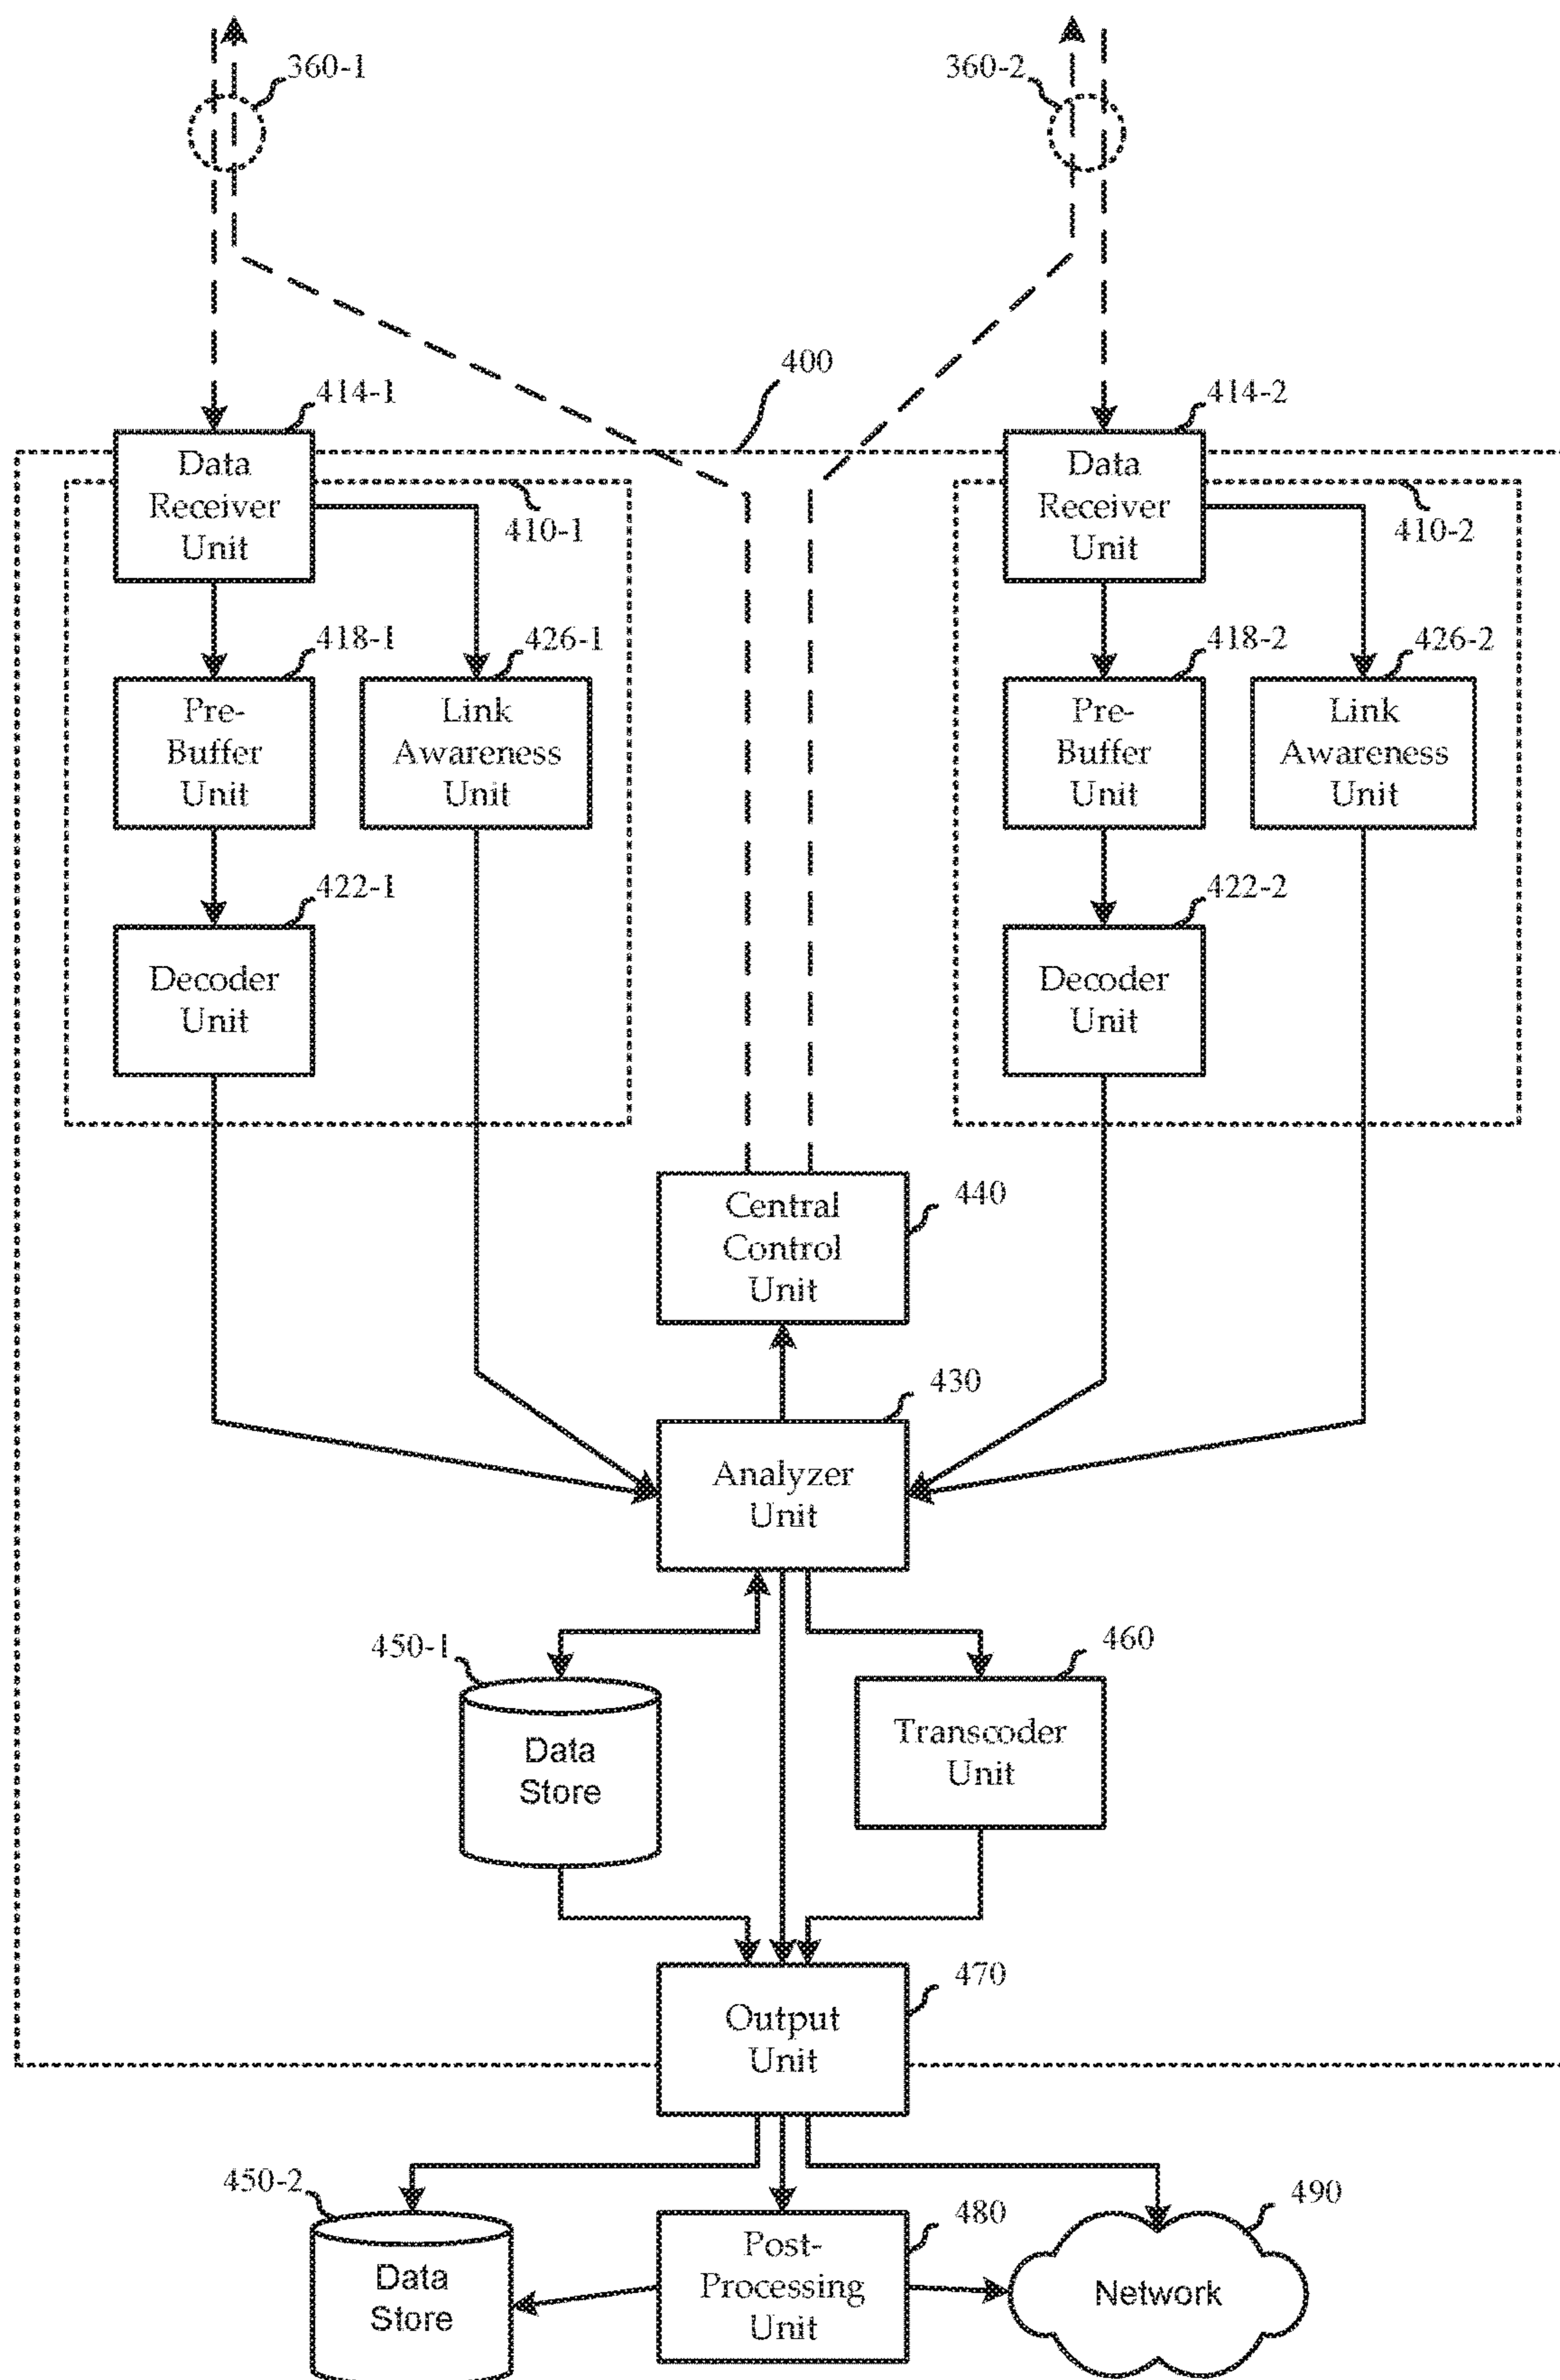 360-1
360-2
400
414-1
414-2
Data
Receiver
Unit
Data
Receiver
Unit
410-1
410-2
418-1
426-1
418-2
426-2
Pre-
Buffer
Unit
Link
Awareness
Unit
Pre-
Buffer
Unit
Link
Awareness
Unit
422-1
422-2
Decoder
Unit
Decoder
Unit
440
Central
Control
Unit
430
Analyzer
Unit
450-1
460
Data
Store
Transcoder
Unit
470
Output
Unit
450-2
480
490
Data
Store
Post-
Processing
Unit
Network